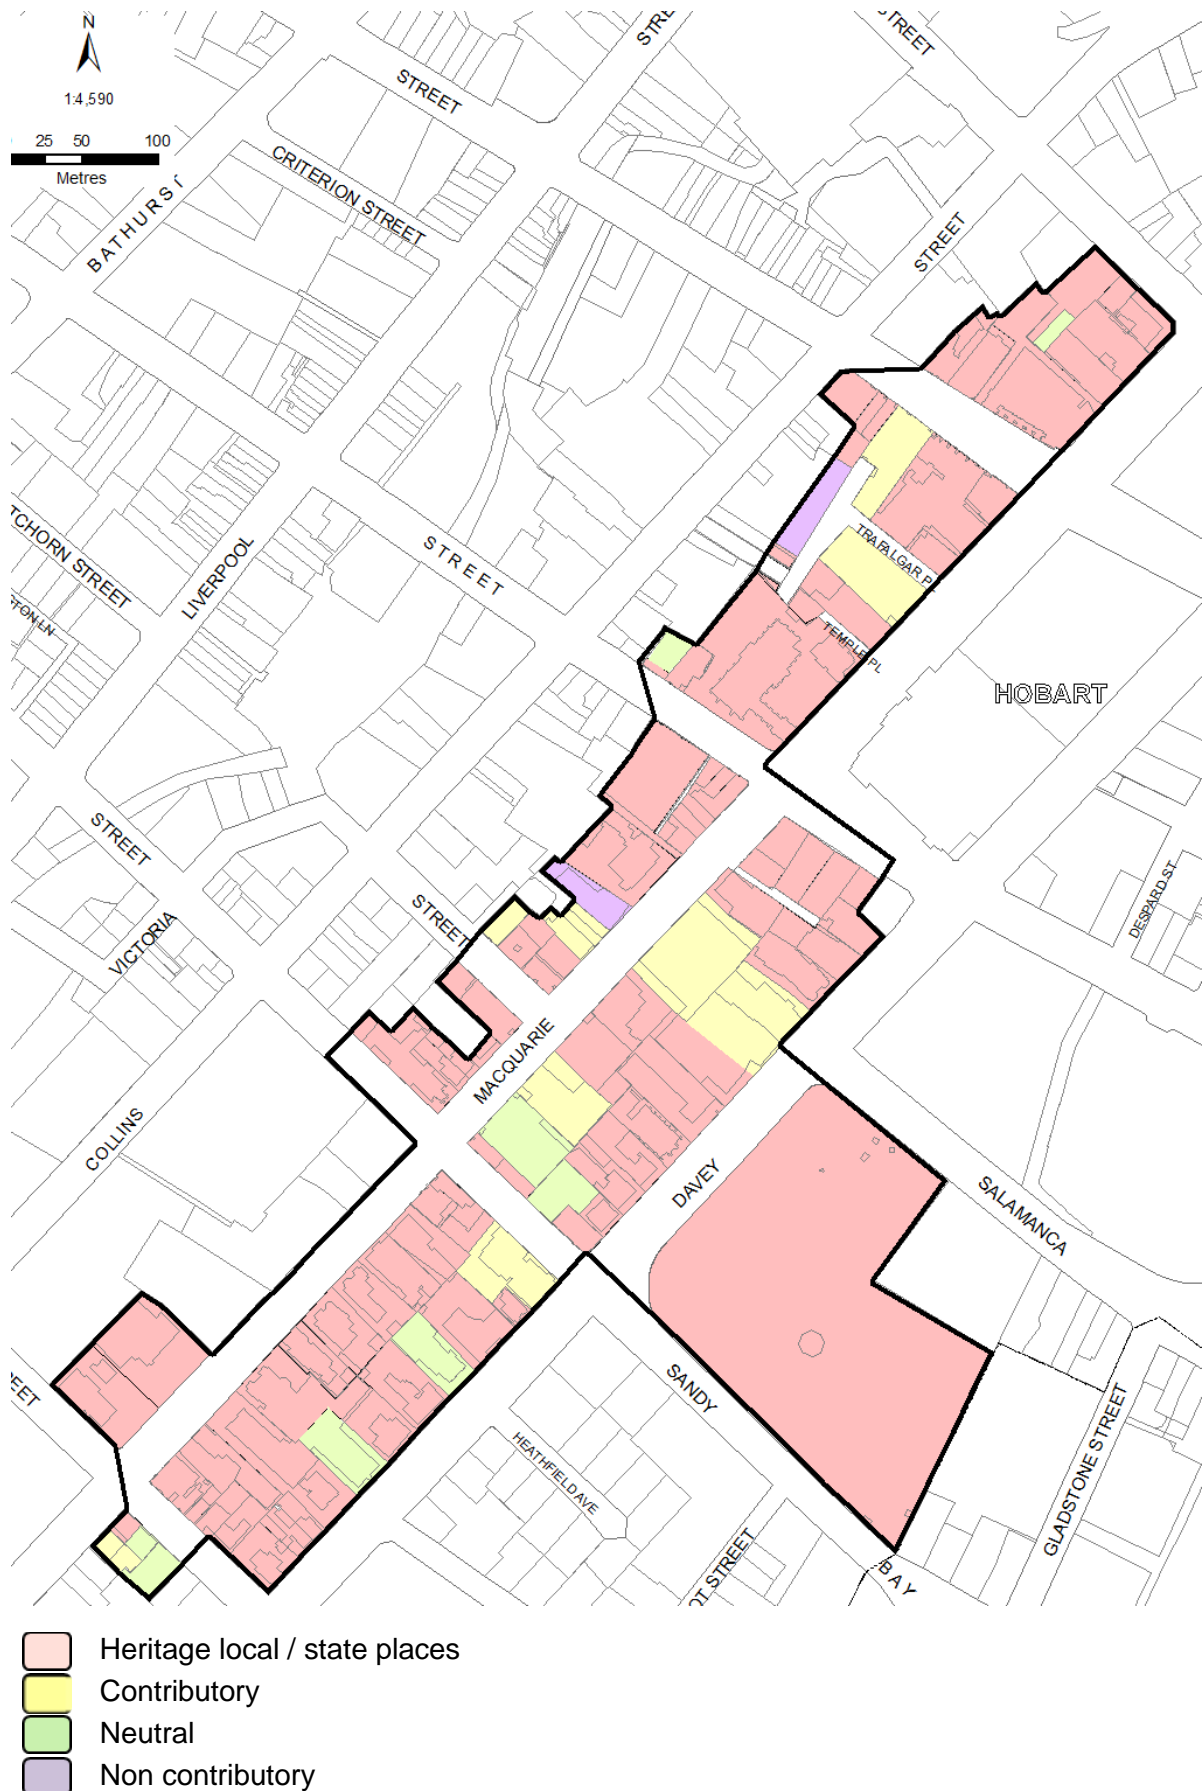 N
1:4,590
25 50 100
Metres
STREET
STREET
CRITERION STREET
BATHURST
STREET
LIVERPOOL
STREET
TRAFALGAR P
TEMPLE PL
HOBART
STREET
VICTORIA
STREET
DESPARD ST
MACQUARIE
COLLINS
DAVEY
SALAMANCA
SANDY
HEATHFIELD AVE
GLADSTONE STREET
BAY
Heritage local / state places
Contributory
Neutral
Non contributory